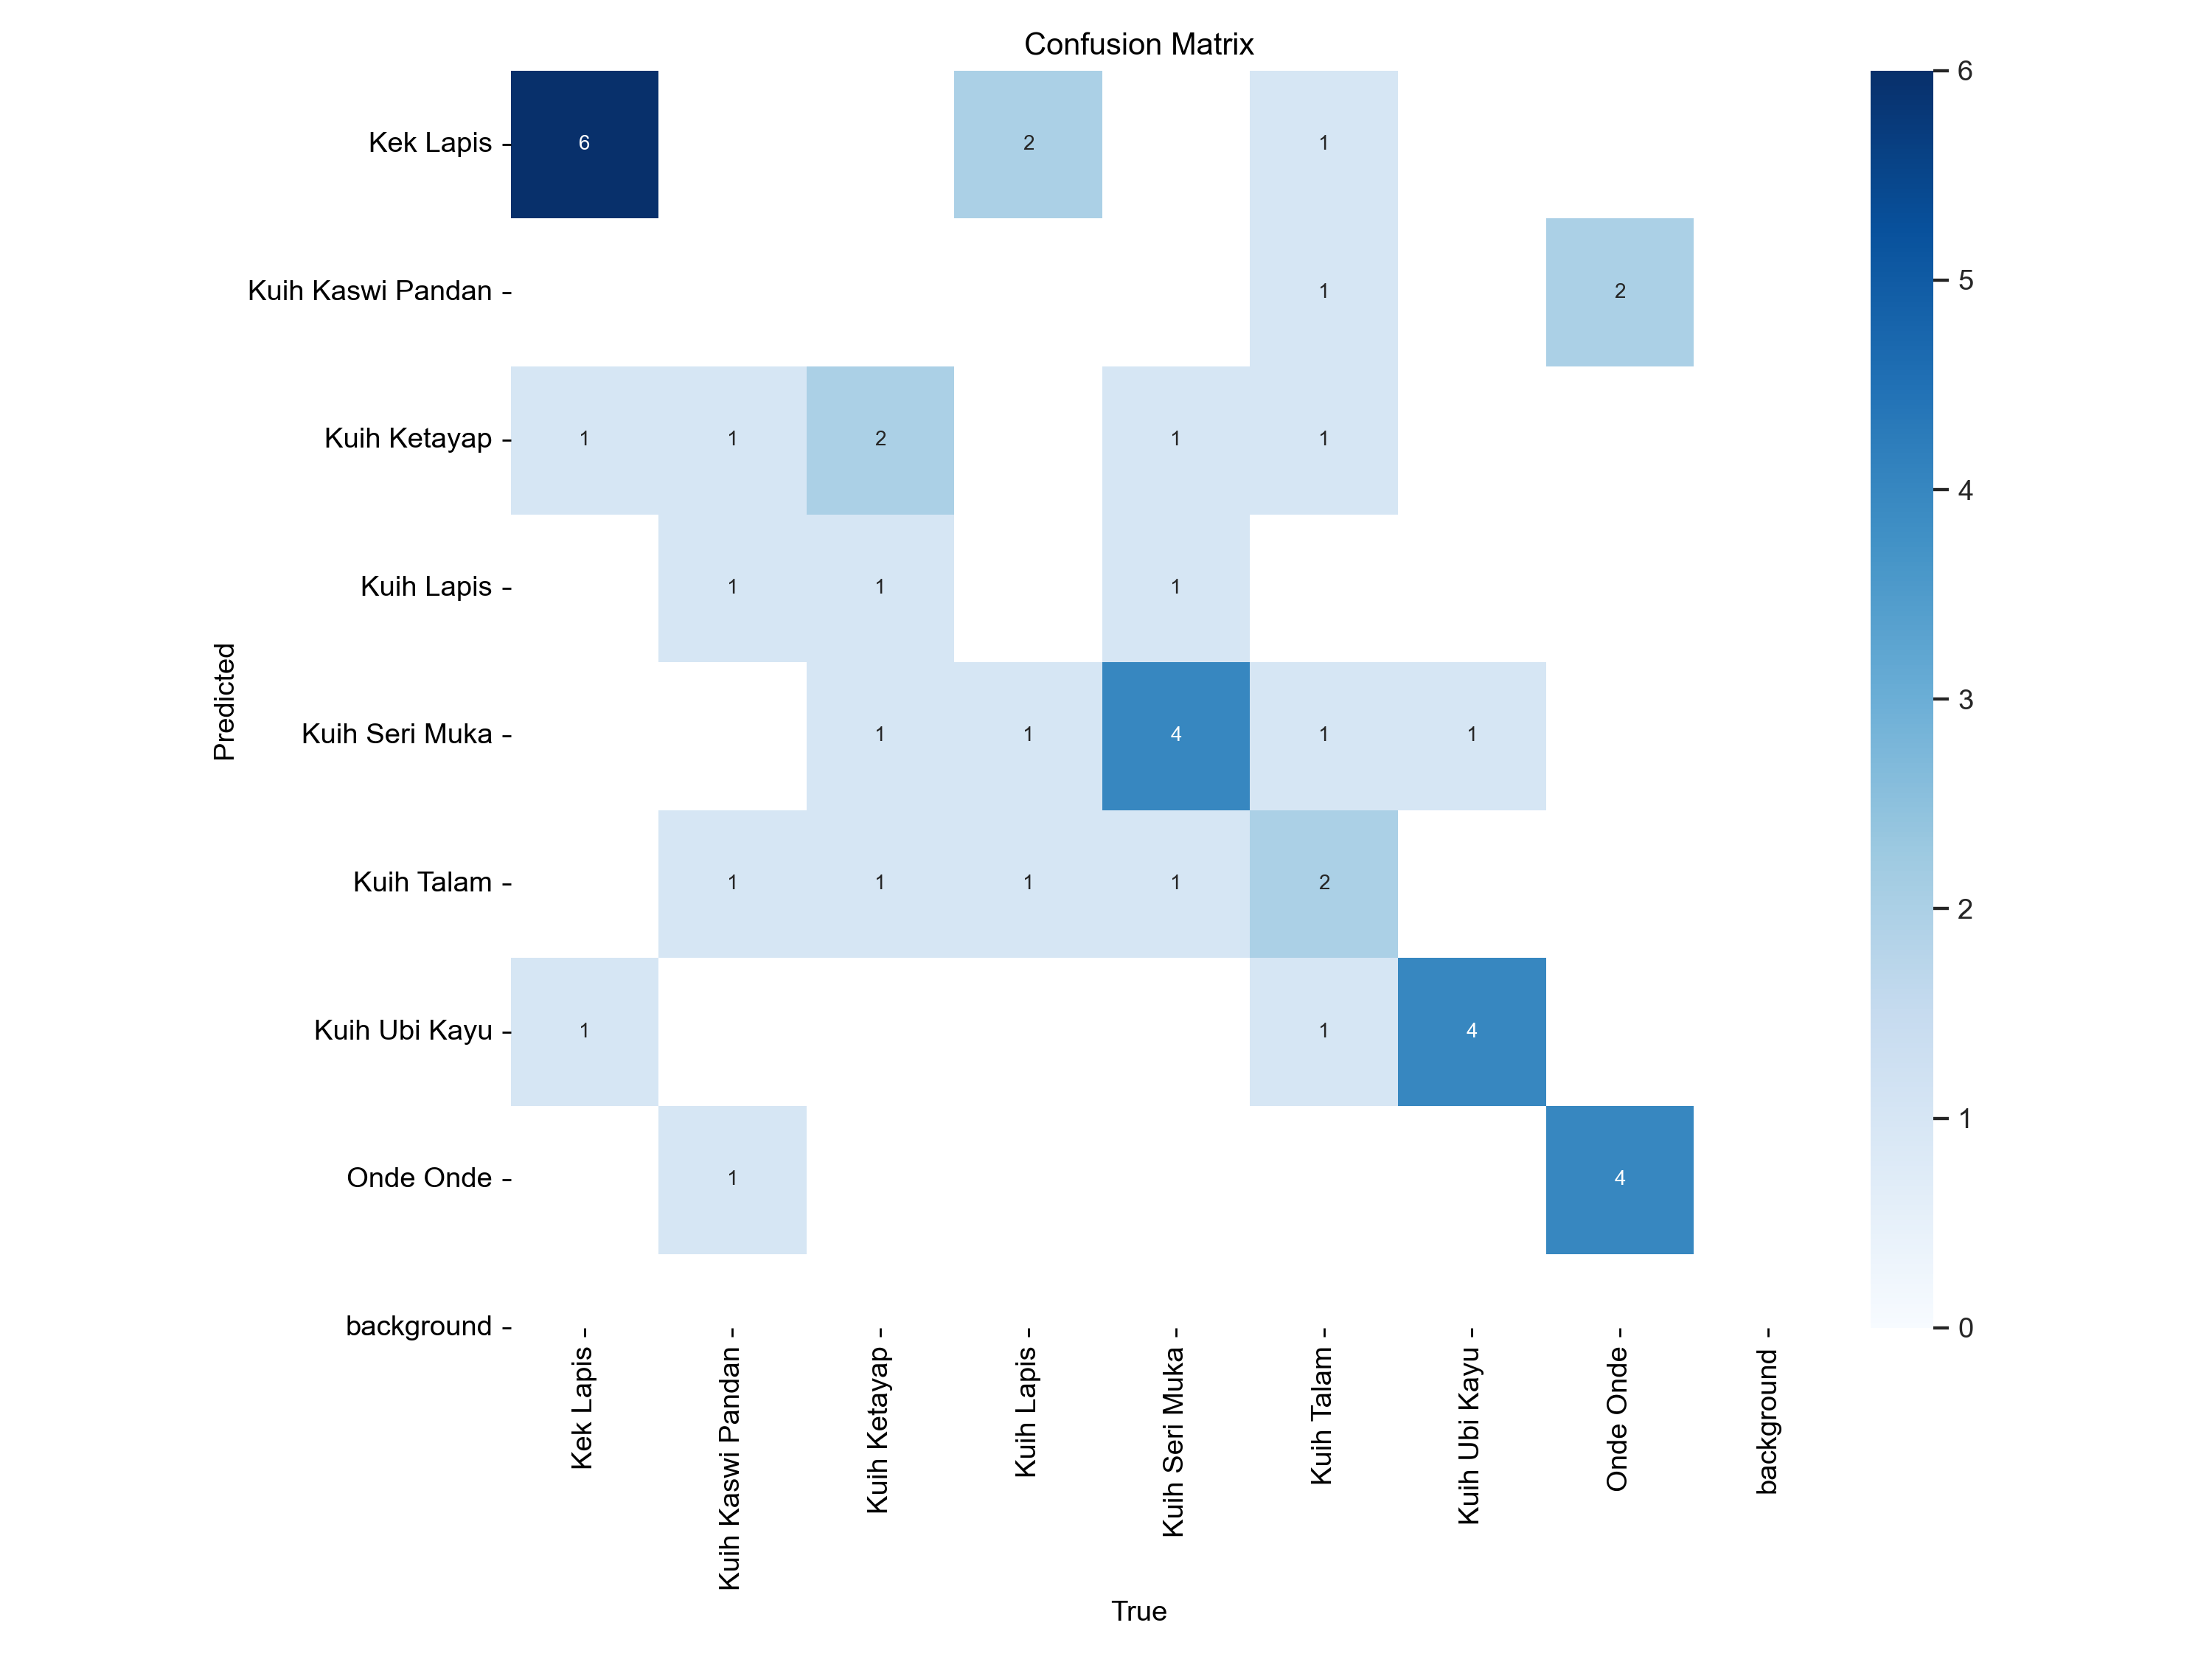 Confusion Matrix
Kek Lapis 6 2 1
Kuih Kaswi Pandan 1 2
Kuih Ketayap 1 1 2 1 1
Kuih Lapis 1 1 1
Kuih Seri Muka 1 1 4 1 1
Kuih Talam 1 1 1 1 2
Kuih Ubi Kayu 1 1 4
Onde Onde 1 4
background
Predicted
Kek Lapis
Kuih Kaswi Pandan
Kuih Ketayap
Kuih Lapis
Kuih Seri Muka
Kuih Talam
Kuih Ubi Kayu
Onde Onde
background
True
6
5
4
3
2
1
0